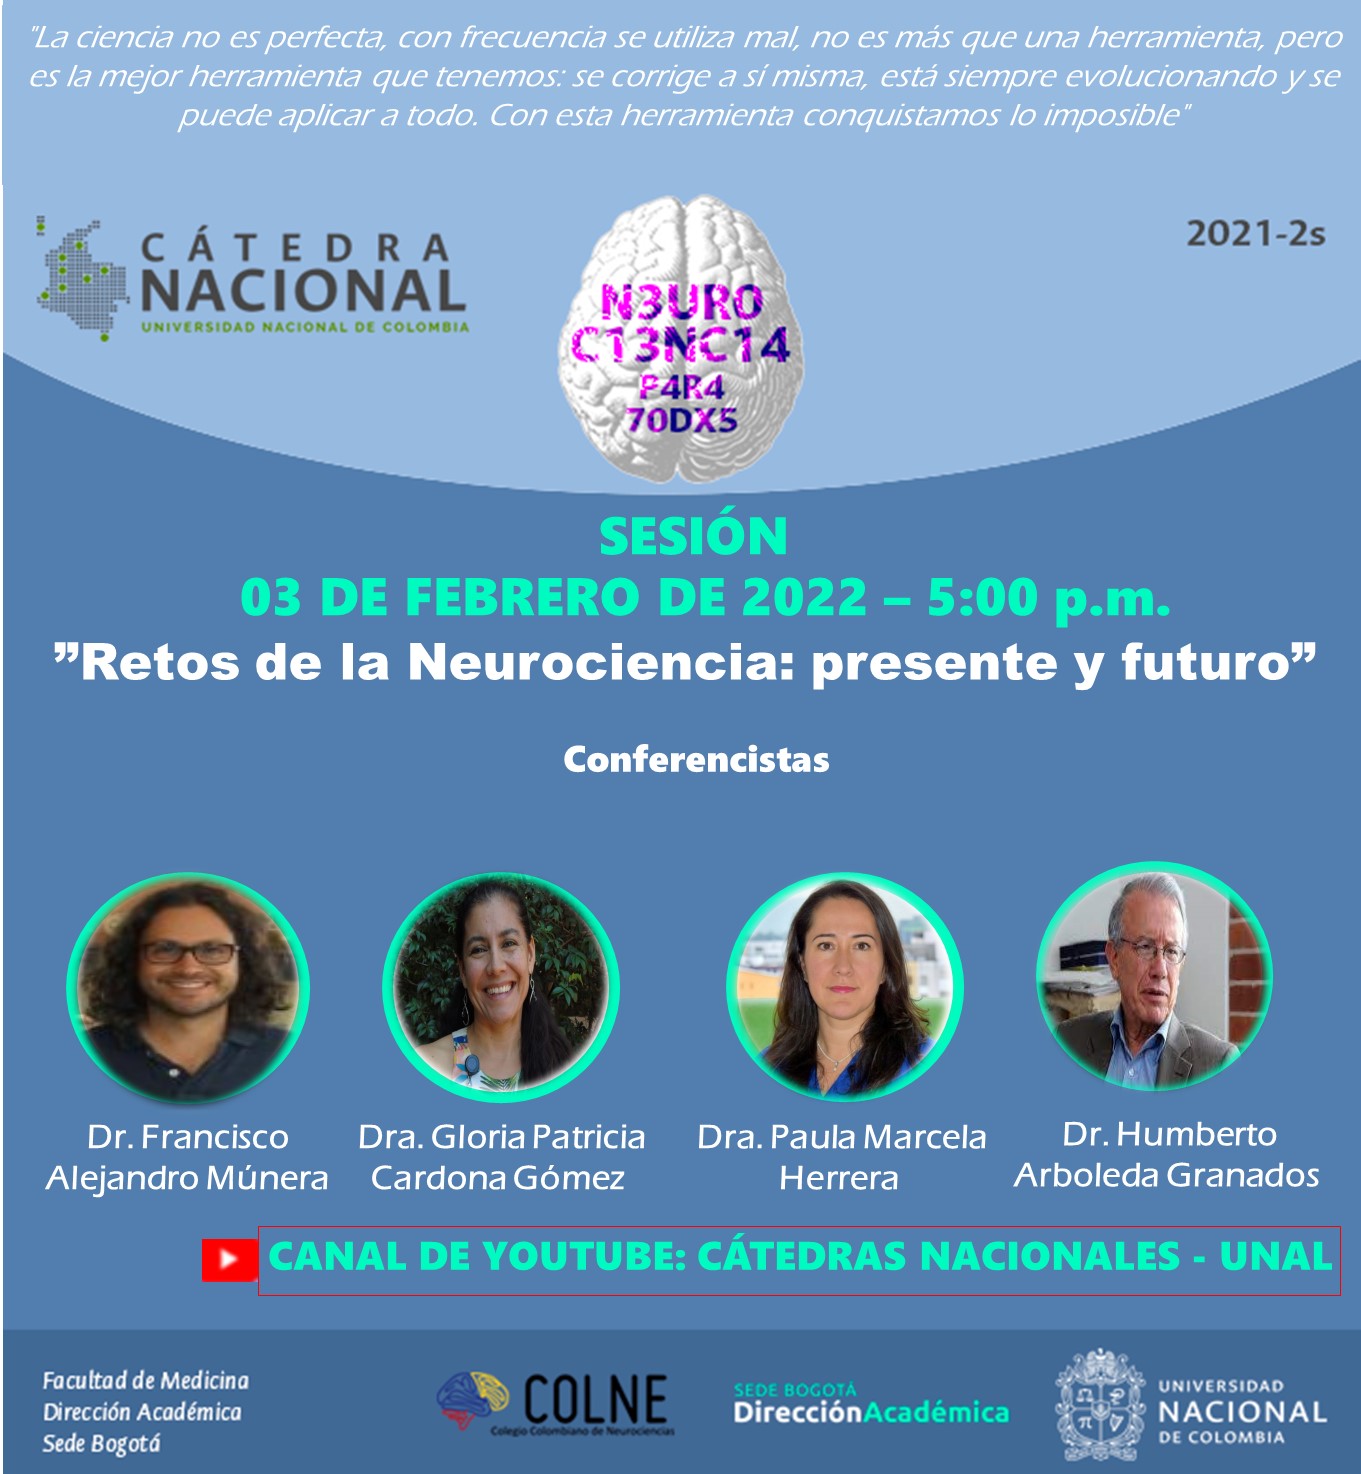 "La ciencia no es perfecta, con frecuencia se utiliza mal, no es más que una herramienta, pero
es la mejor herramienta que tenemos: se corrige a sí misma, está siempre evolucionando y se
puede aplicar a todo. Con esta herramienta conquistamos lo imposible"
CÁTEDRA
NACIONAL
UNIVERSIDAD NACIONAL DE COLOMBIA
2021-2s
N3UR0
C13NC14
P4R4
70DX5
SESIÓN
03 DE FEBRERO DE 2022 – 5:00 p.m.
”Retos de la Neurociencia: presente y futuro”
Conferencistas
Dr. Francisco
Alejandro Múnera
Dra. Gloria Patricia
Cardona Gómez
Dra. Paula Marcela
Herrera
Dr. Humberto
Arboleda Granados
CANAL DE YOUTUBE: CÁTEDRAS NACIONALES - UNAL
Facultad de Medicina
Dirección Académica
Sede Bogotá
COLNE
Colegio Colombiano de Neurociencias
SEDE BOGOTÁ
DirecciónAcadémica
UNIVERSIDAD
NACIONAL
DE COLOMBIA